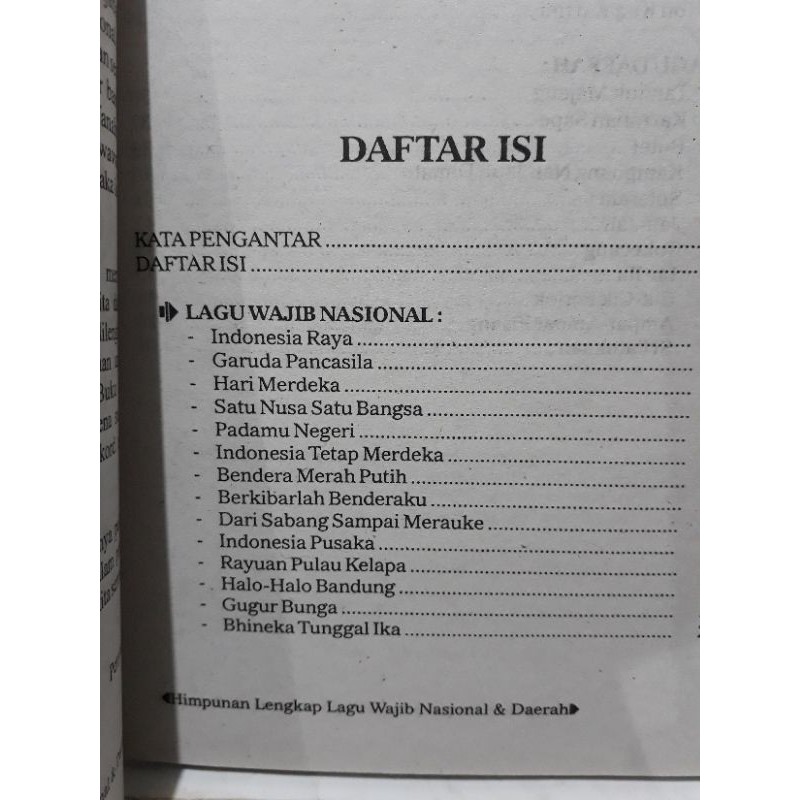 DAFTAR ISI
KATA PENGANTAR
DAFTAR ISI
LAGU WAJIB NASIONAL :
- Indonesia Raya
- Garuda Pancasila
- Hari Merdeka
- Satu Nusa Satu Bangsa
- Padamu Negeri
- Indonesia Tetap Merdeka
- Bendera Merah Putih
- Berkibarlah Benderaku
- Dari Sabang Sampai Merauke
- Indonesia Pusaka
- Rayuan Pulau Kelapa
- Halo-Halo Bandung
- Gugur Bunga
- Bhineka Tunggal Ika
Himpunan Lengkap Lagu Wajib Nasional & Daerah